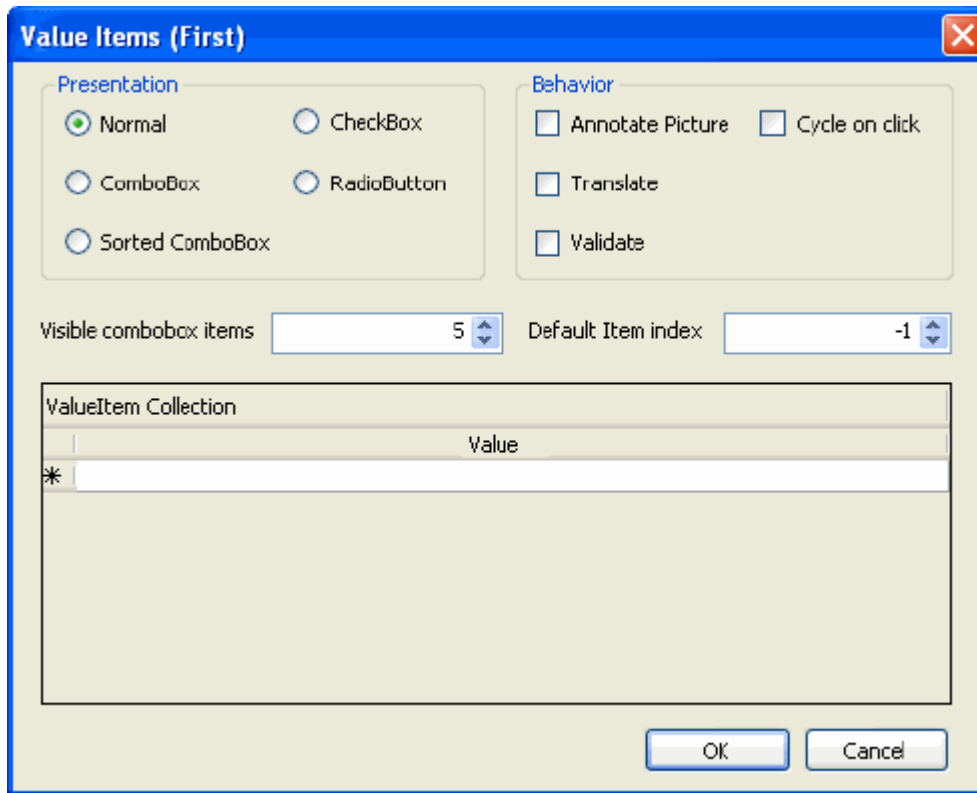 Value Items (First)
Presentation
Normal
CheckBox
ComboBox
RadioButton
Sorted ComboBox
Behavior
Annotate Picture
Cycle on click
Translate
Validate
Visible combobox items
5
Default Item index
-1
ValueItem Collection
Value
*
OK
Cancel